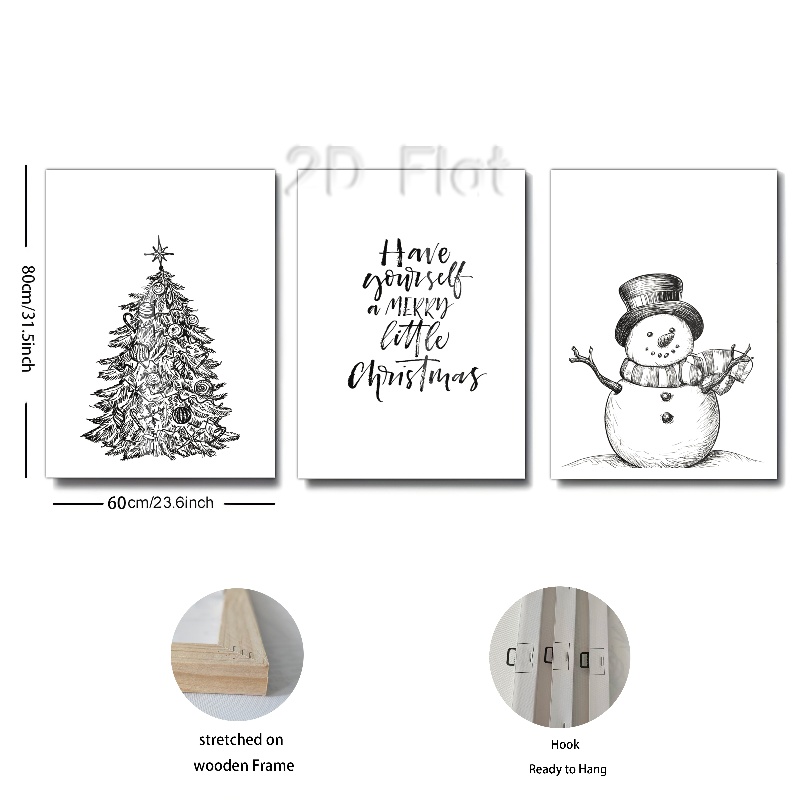 2D Flat
80cm/31.5inch
Have
yourself
a MERRY
little
Christmas
60cm/23.6inch
stretched on
wooden Frame
Hook
Ready to Hang